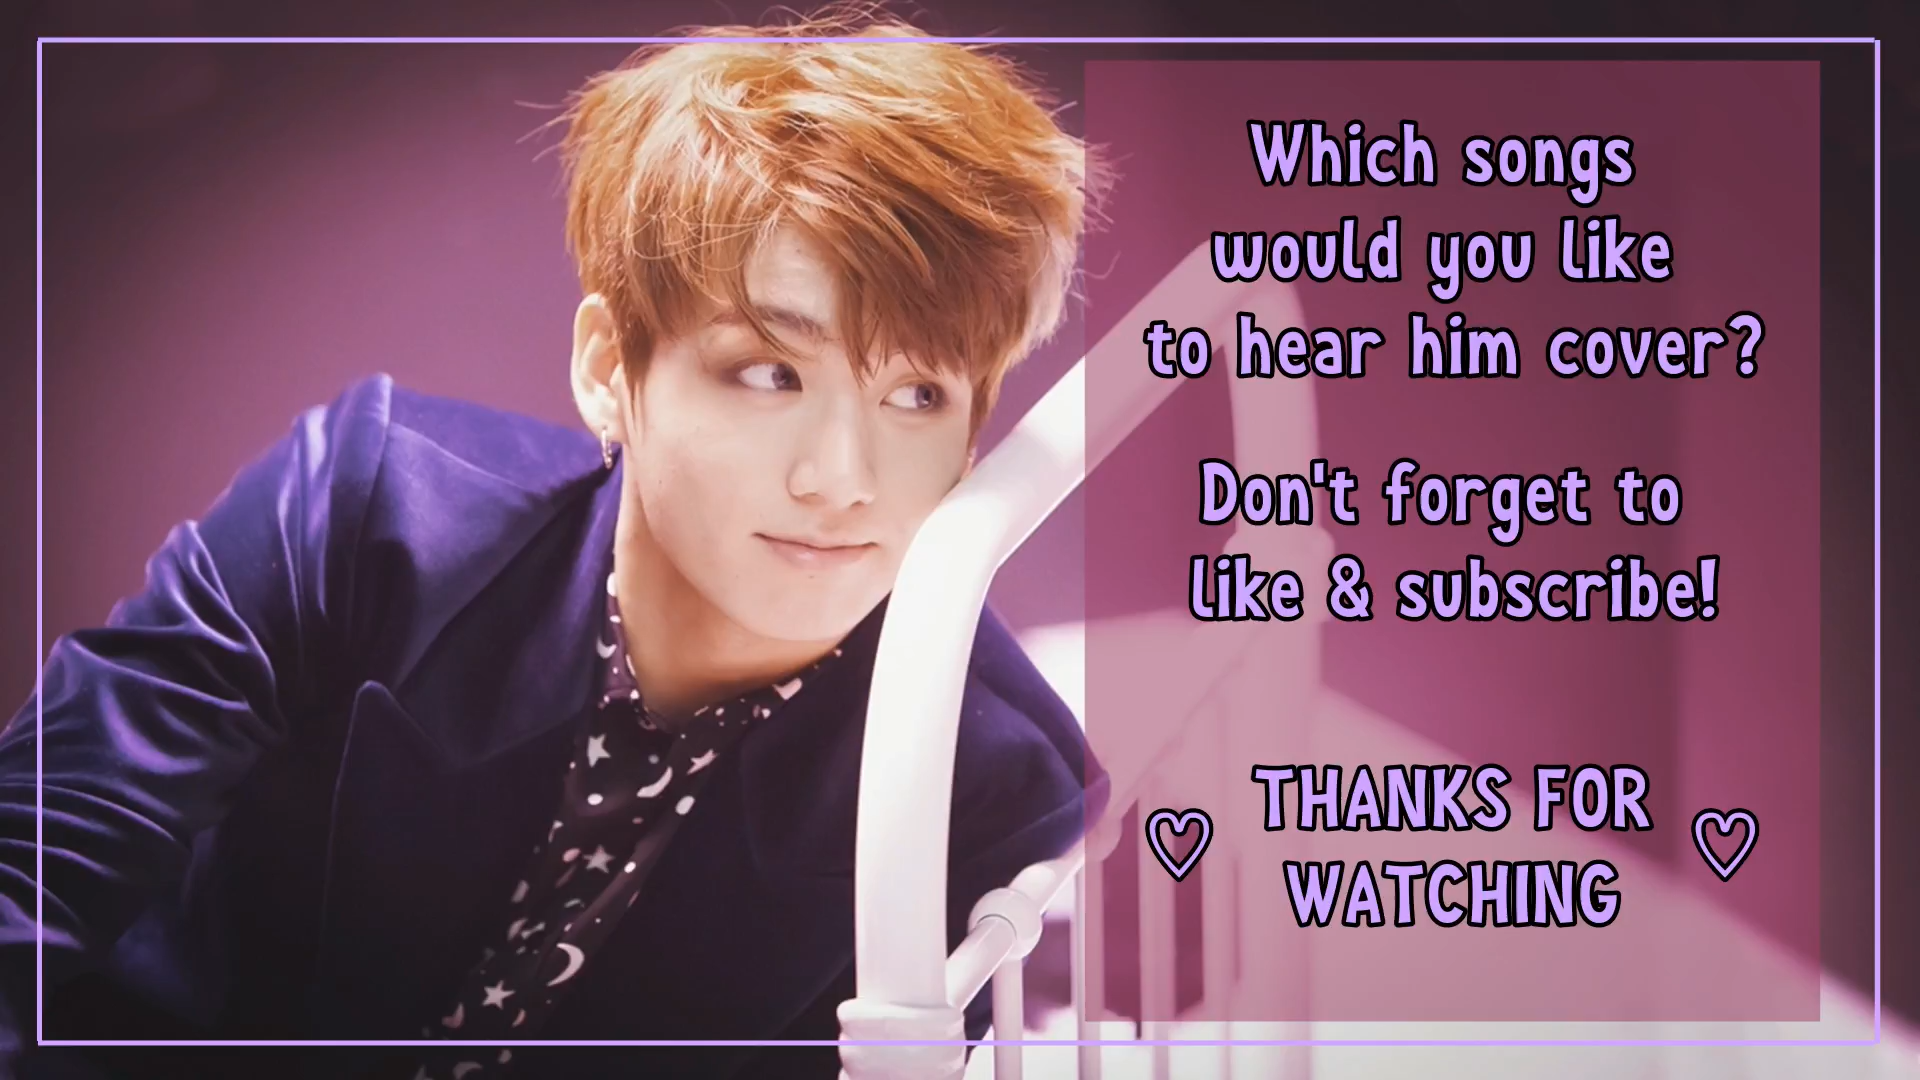 Which songs
would you like
to hear him cover?
Don't forget to
like & subscribe!
♡ THANKS FOR ♡
WATCHING